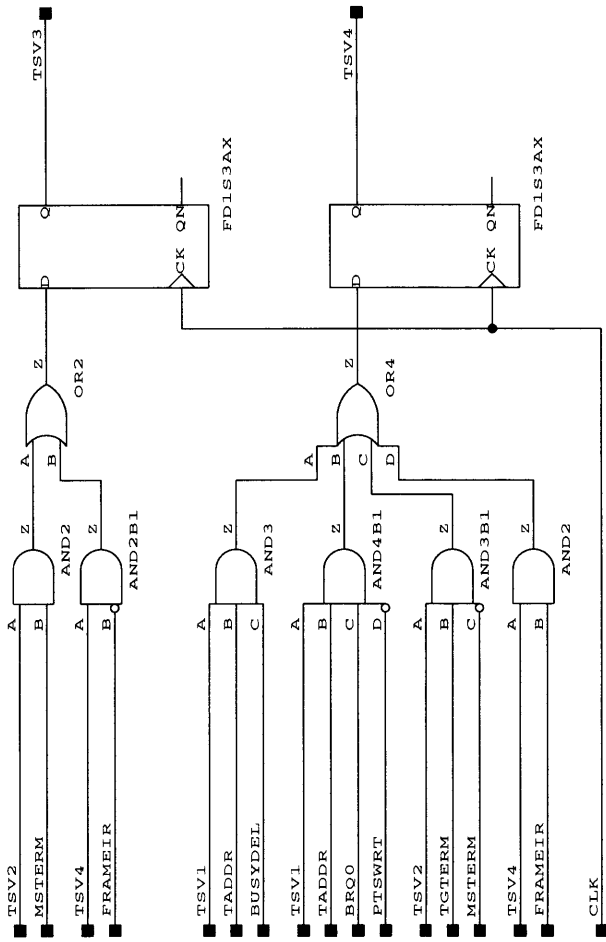 TSV2
MSTERM
TSV4
FRAMEIR
A
B
Z
AND2
A
B
Z
AND2B1
A
B
Z
OR2
D
Q
CK
QN
FD1S3AX
TSV3
TSV1
TADDR
BUSYDEL
A
B
C
Z
AND3
TSV1
TADDR
BRQ0
PTSWRT
A
B
C
D
Z
AND4B1
TSV2
TGTERM
MSTERM
A
B
C
Z
AND3B1
TSV4
FRAMEIR
A
B
Z
AND2
A
B
C
D
Z
OR4
D
Q
CK
QN
FD1S3AX
TSV4
CLK